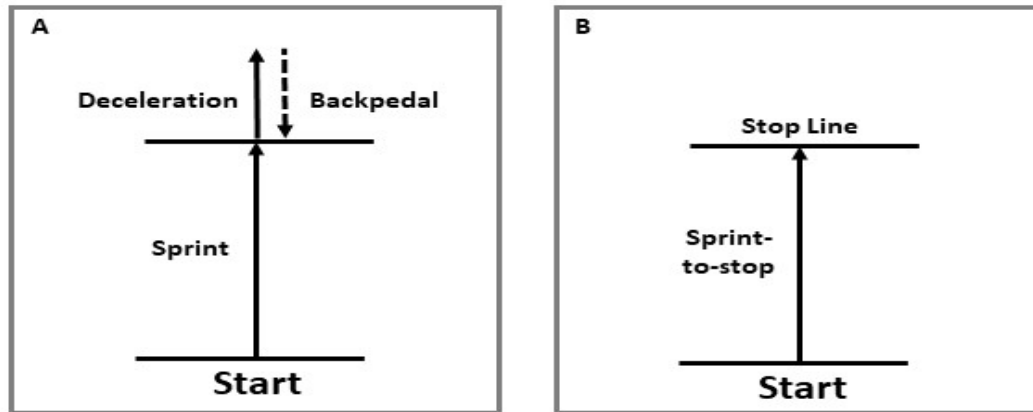 A
Deceleration
Backpedal
Sprint
Start
B
Stop Line
Sprint-
to-stop
Start